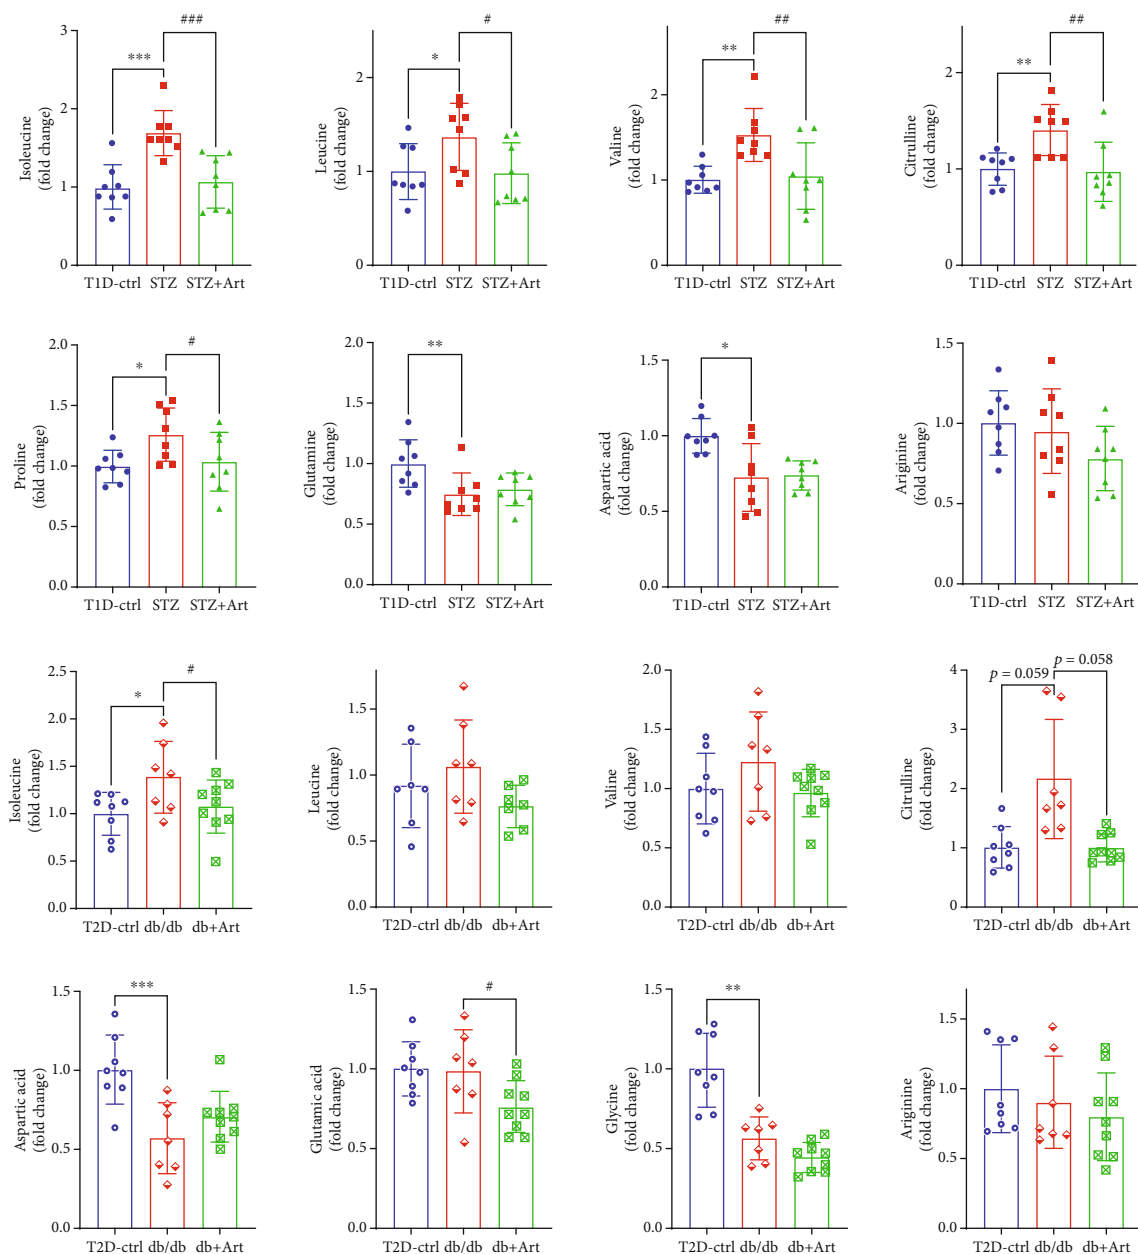 Isoleucine
(fold change)
3
2
1
0
***
###
T1D-ctrl STZ STZ+Art
Leucine
(fold change)
2
1
0
*
#
T1D-ctrl STZ STZ+Art
Valine
(fold change)
2
1
0
**
##
T1D-ctrl STZ STZ+Art
Citrulline
(fold change)
2
1
0
**
##
T1D-ctrl STZ STZ+Art
Proline
(fold change)
2.0
1.5
1.0
0.5
0.0
*
#
T1D-ctrl STZ STZ+Art
Glutamine
(fold change)
2.0
1.5
1.0
0.5
0.0
**
T1D-ctrl STZ STZ+Art
Aspartic acid
(fold change)
1.5
1.0
0.5
0.0
*
T1D-ctrl STZ STZ+Art
Ariginine
(fold change)
1.5
1.0
0.5
0.0
T1D-ctrl STZ STZ+Art
Isoleucine
(fold change)
2.5
2.0
1.5
1.0
0.5
0.0
*
#
T2D-ctrl db/db db+Art
Leucine
(fold change)
1.5
1.0
0.5
0.0
T2D-ctrl db/db db+Art
Valine
(fold change)
2.0
1.5
1.0
0.5
0.0
T2D-ctrl db/db db+Art
Citrulline
(fold change)
4
3
2
1
0
p = 0.059
p = 0.058
T2D-ctrl db/db db+Art
Aspartic acid
(fold change)
1.5
1.0
0.5
0.0
***
T2D-ctrl db/db db+Art
Glutamic acid
(fold change)
1.5
1.0
0.5
0.0
#
T2D-ctrl db/db db+Art
Glycine
(fold change)
1.5
1.0
0.5
0.0
**
T2D-ctrl db/db db+Art
Arginine
(fold change)
1.5
1.0
0.5
0.0
T2D-ctrl db/db db+Art